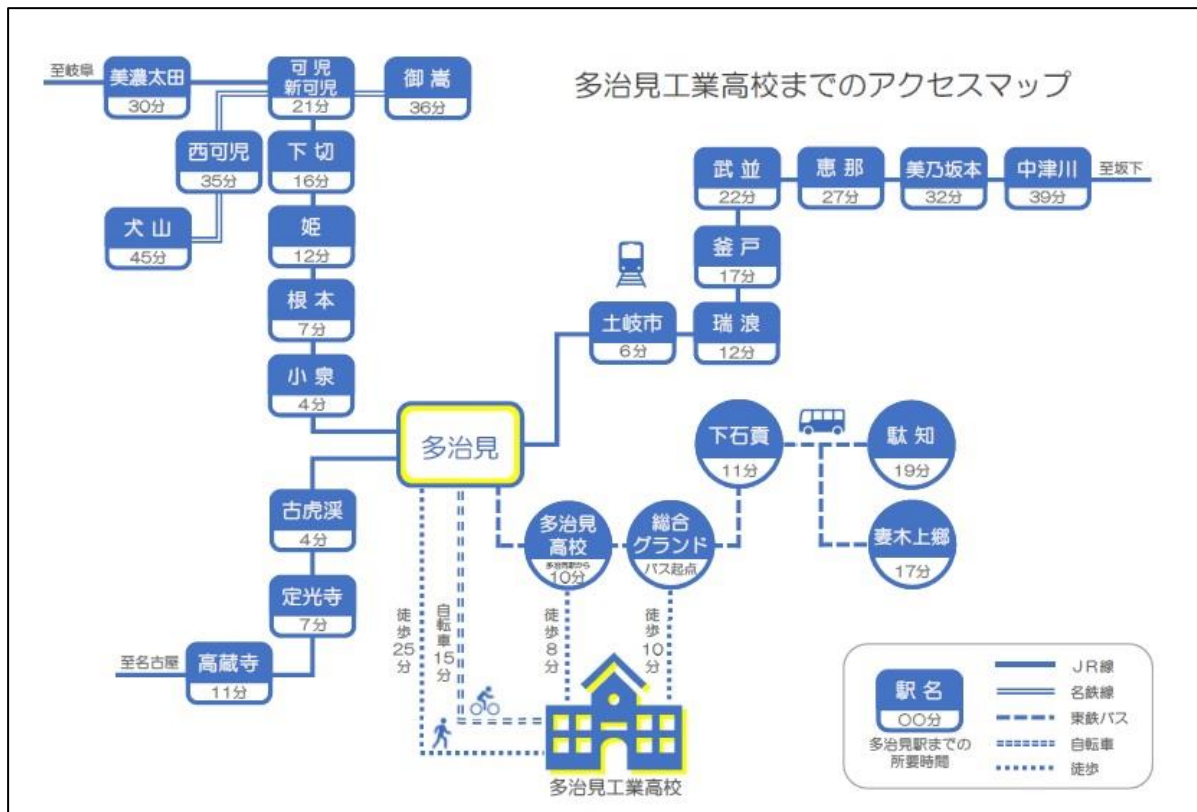 多治見工業高校までのアクセスマップ
至岐阜
美濃太田
30分
可児
新可児
21分
御嵩
36分
西可児
35分
下切
16分
犬山
45分
姫
12分
根本
7分
小泉
4分
武並
22分
恵那
27分
美乃坂本
32分
中津川
39分
至坂下
釜戸
17分
土岐市
6分
瑞浪
12分
多治見
古虎渓
4分
定光寺
7分
至名古屋
高蔵寺
11分
多治見
高校
多治見駅から
10分
総合
グランド
バス起点
下石貢
11分
駄知
19分
妻木上郷
17分
徒歩25分
自転車15分
徒歩8分
徒歩10分
多治見工業高校
駅名
〇〇分
多治見駅までの
所要時間
JR線
名鉄線
東鉄バス
自転車
徒歩